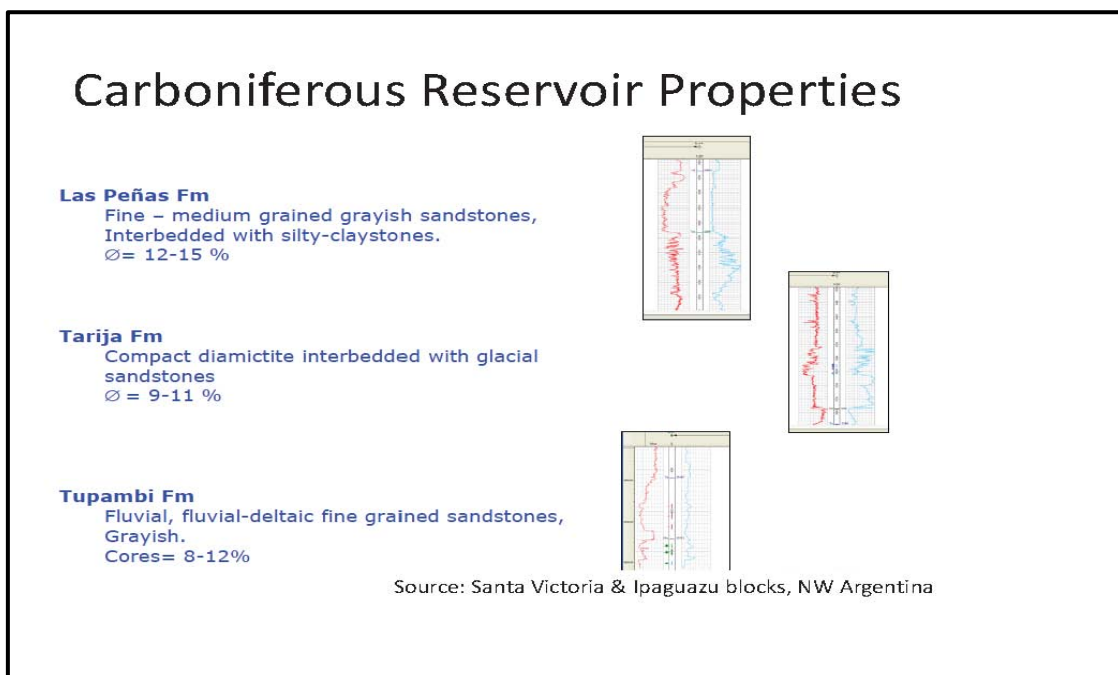 Carboniferous Reservoir Properties
Las Peñas Fm
Fine – medium grained grayish sandstones,
Interbedded with silty-claystones.
∅= 12-15 %
Tarija Fm
Compact diamictite interbedded with glacial
sandstones
∅ = 9-11 %
Tupambi Fm
Fluvial, fluvial-deltaic fine grained sandstones,
Grayish.
Cores= 8-12%
Source: Santa Victoria & Ipaguazu blocks, NW Argentina